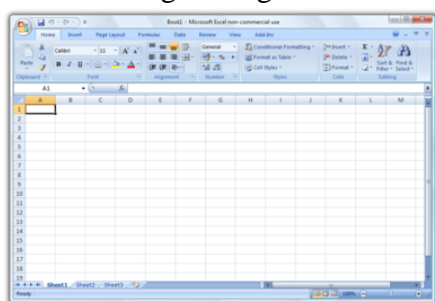 Book1 - Microsoft Excel non-commercial use
Home Insert Page Layout Formulas Data Review View Add-Ins
Calibri 11 A A General Conditional Formatting Insert Σ
Paste B I U A % , Format as Table Delete Sort & Find &
Cell Styles Format Filter Select
Clipboard Font Alignment Number Styles Cells Editing
A1 fx
A B C D E F G H I J K L M
1
2
3
4
5
6
7
8
9
10
11
12
13
14
15
16
17
18
19
Sheet1 Sheet2 Sheet3
Ready 100%